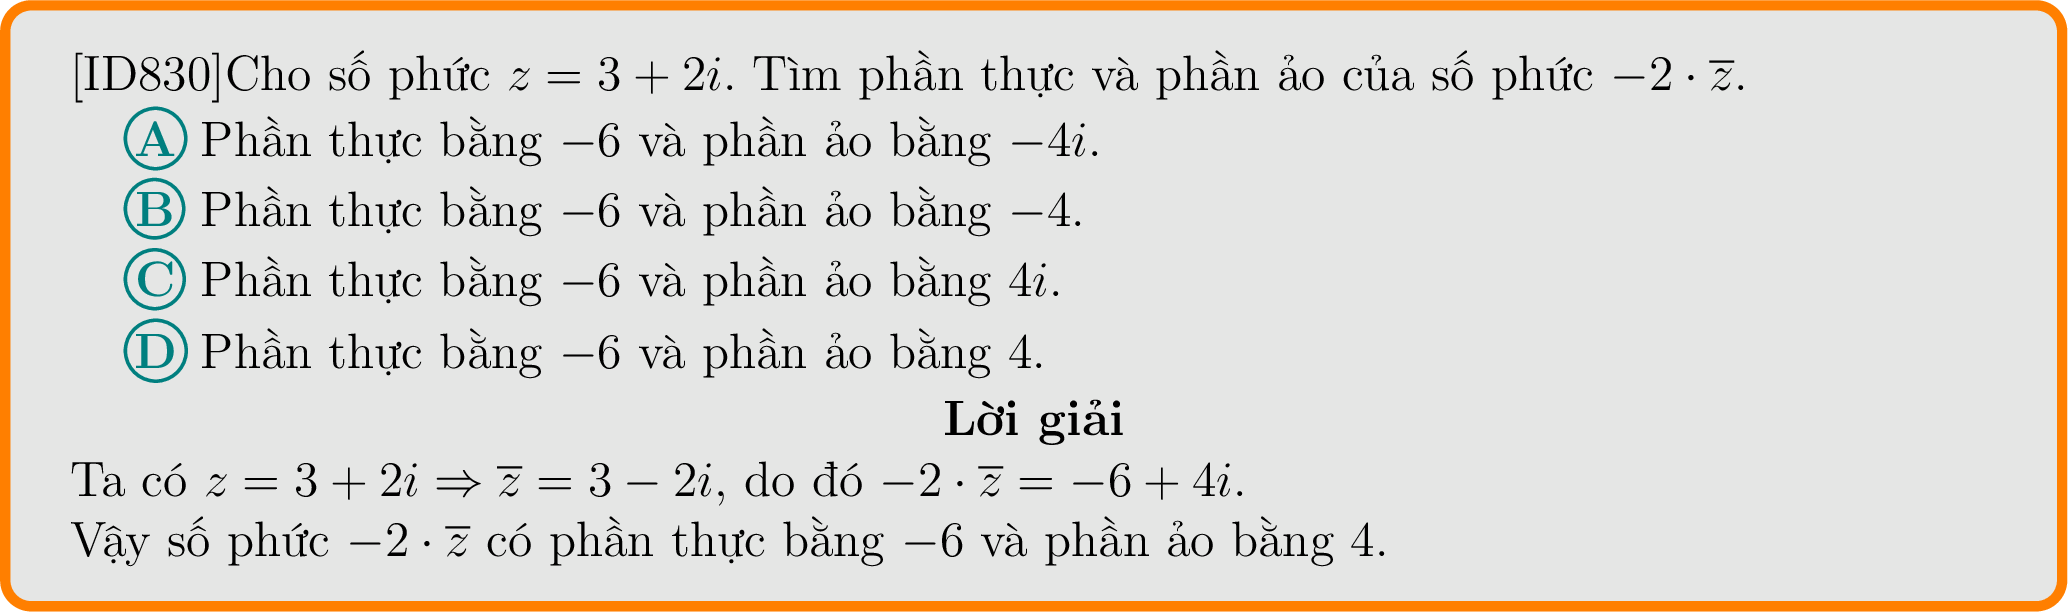 [ID830]Cho số phức $z = 3 + 2i$. Tìm phần thực và phần ảo của số phức $-2 \cdot \overline{z}$.
Ⓐ Phần thực bằng $-6$ và phần ảo bằng $-4i$.
Ⓑ Phần thực bằng $-6$ và phần ảo bằng $-4$.
Ⓒ Phần thực bằng $-6$ và phần ảo bằng $4i$.
Ⓓ Phần thực bằng $-6$ và phần ảo bằng $4$.
Lời giải
Ta có $z = 3 + 2i \Rightarrow \overline{z} = 3 - 2i$, do đó $-2 \cdot \overline{z} = -6 + 4i$.
Vậy số phức $-2 \cdot \overline{z}$ có phần thực bằng $-6$ và phần ảo bằng $4$.